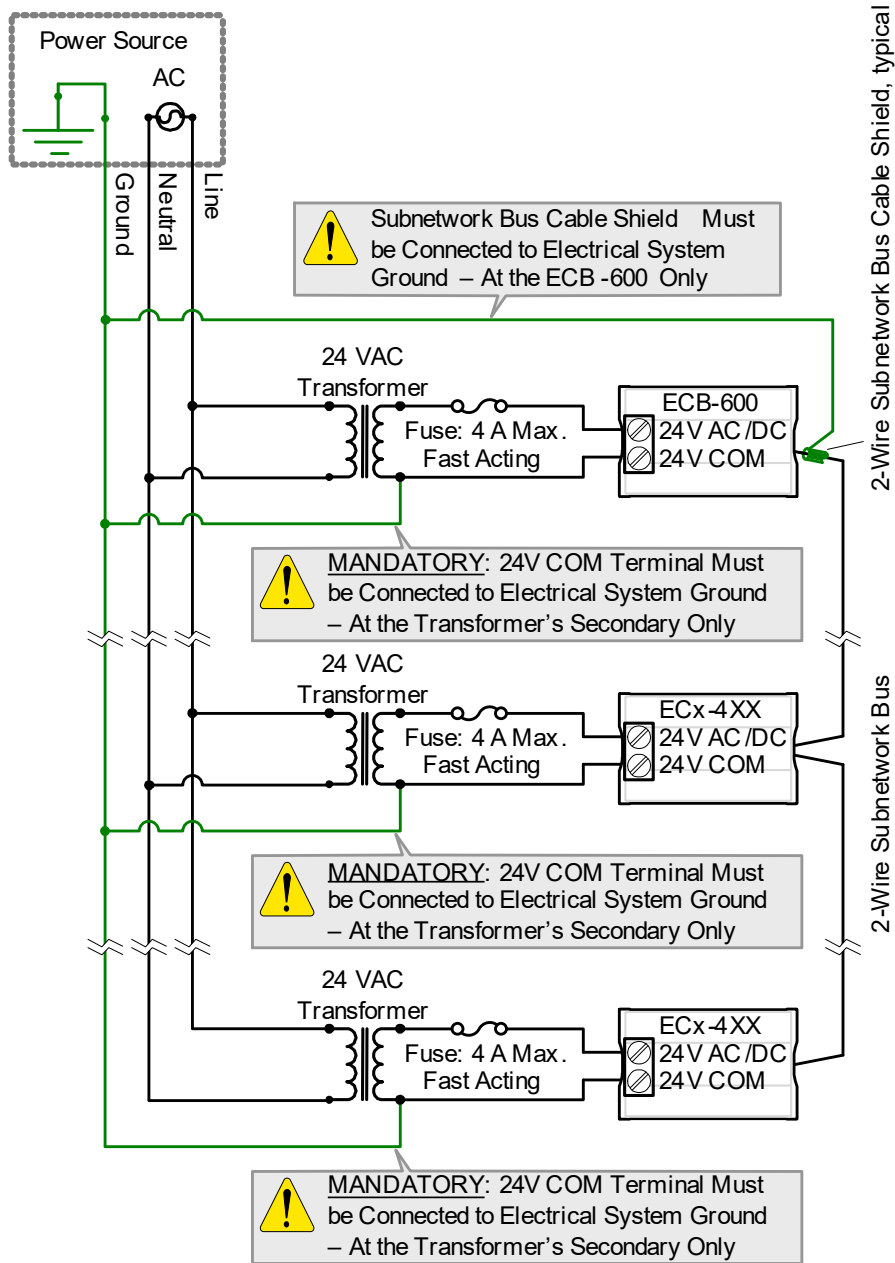 Power Source
AC
Ground
Neutral
Line
2-Wire Subnetwork Bus Cable Shield, typical
Subnetwork Bus Cable Shield Must
be Connected to Electrical System
Ground – At the ECB -600 Only
24 VAC
Transformer
Fuse: 4 A Max.
Fast Acting
ECB-600
24V AC/DC
24V COM
MANDATORY: 24V COM Terminal Must
be Connected to Electrical System Ground
– At the Transformer's Secondary Only
24 VAC
Transformer
Fuse: 4 A Max.
Fast Acting
ECx-4XX
24V AC/DC
24V COM
2-Wire Subnetwork Bus
MANDATORY: 24V COM Terminal Must
be Connected to Electrical System Ground
– At the Transformer's Secondary Only
24 VAC
Transformer
Fuse: 4 A Max.
Fast Acting
ECx-4XX
24V AC/DC
24V COM
MANDATORY: 24V COM Terminal Must
be Connected to Electrical System Ground
– At the Transformer's Secondary Only